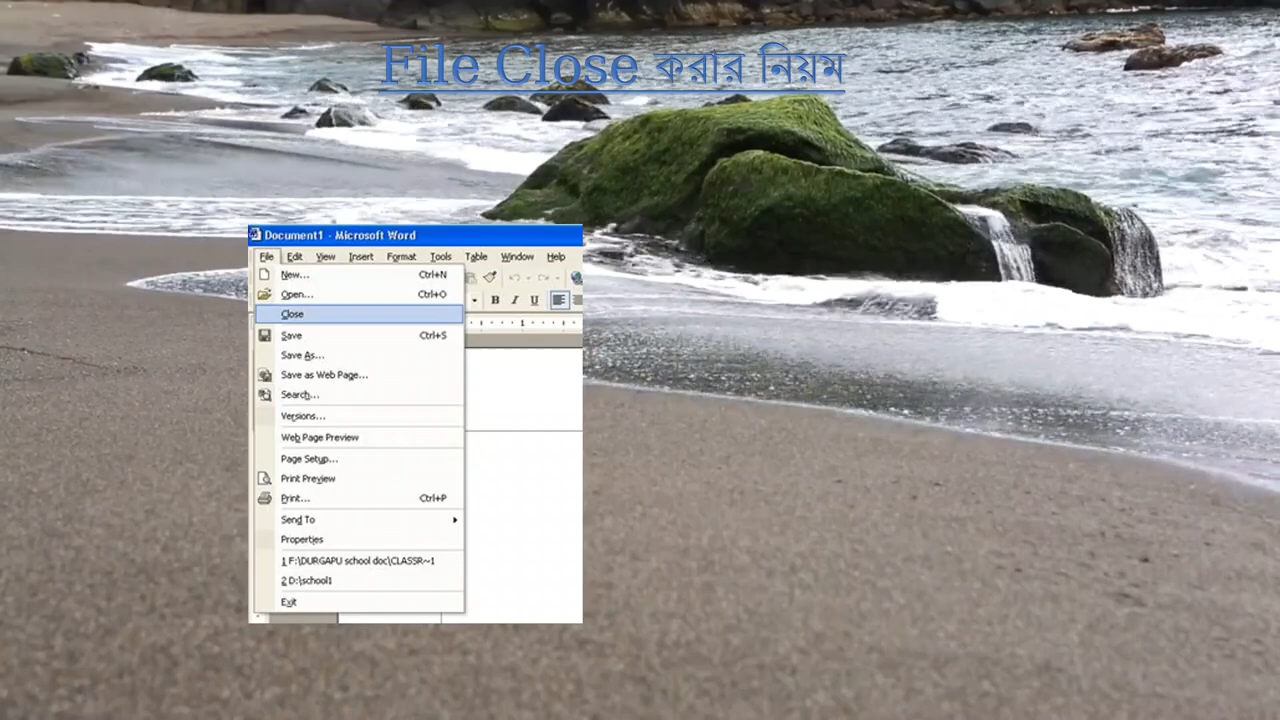 File Close করার নিয়ম
Document1 - Microsoft Word
File Edit View Insert Format Tools Table Window Help
New... Ctrl+N
Open... Ctrl+O
Close
Save Ctrl+S
Save As...
Save as Web Page...
Search...
Versions...
Web Page Preview
Page Setup...
Print Preview
Print... Ctrl+P
Send To
Properties
1 F:\DURGAPU school doc\CLASSR~1
2 D:\school1
Exit
B I U
1